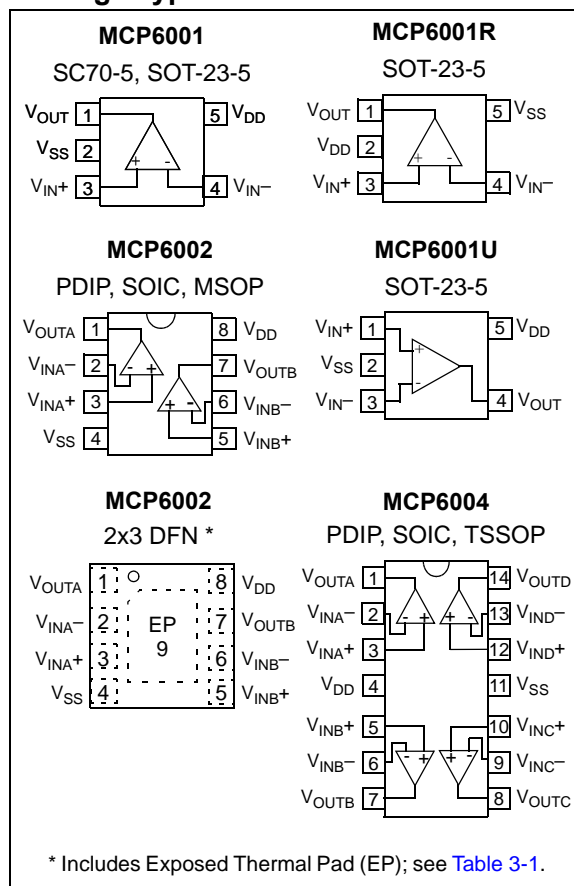 MCP6001
SC70-5, SOT-23-5
VOUT 1
5 VDD
VSS 2
+ -
VIN+ 3
4 VIN–
MCP6001R
SOT-23-5
VOUT 1
5 VSS
VDD 2
+ -
VIN+ 3
4 VIN–
MCP6002
PDIP, SOIC, MSOP
VOUTA 1
8 VDD
VINA– 2
- +
7 VOUTB
VINA+ 3
+ -
6 VINB–
VSS 4
5 VINB+
MCP6001U
SOT-23-5
VIN+ 1
+
5 VDD
VSS 2
-
VIN– 3
4 VOUT
MCP6002
2x3 DFN *
VOUTA 1
8 VDD
VINA– 2
EP
7 VOUTB
9
VINA+ 3
6 VINB–
VSS 4
5 VINB+
MCP6004
PDIP, SOIC, TSSOP
VOUTA 1
14 VOUTD
VINA– 2
- + + -
13 VIND–
VINA+ 3
12 VIND+
VDD 4
11 VSS
VINB+ 5
10 VINC+
VINB– 6
- + + -
9 VINC–
VOUTB 7
8 VOUTC
* Includes Exposed Thermal Pad (EP); see Table 3-1.